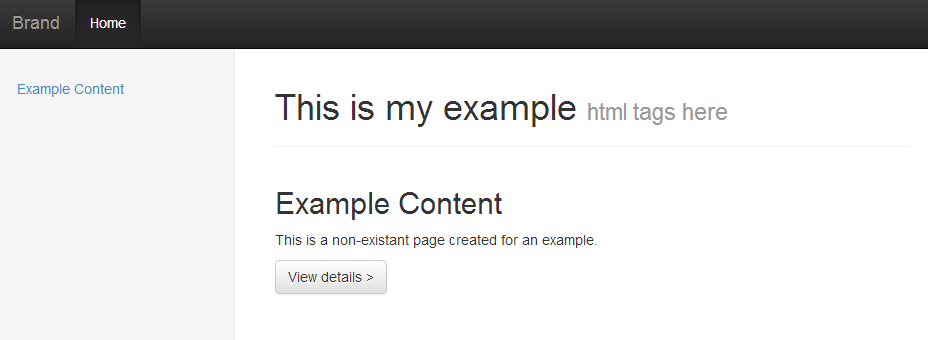 Brand Home
Example Content
This is my example html tags here
Example Content
This is a non-existant page created for an example.
View details >